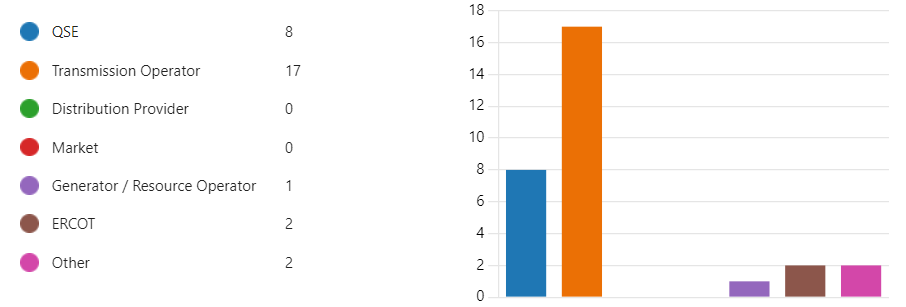 QSE 8
Transmission Operator 17
Distribution Provider 0
Market 0
Generator / Resource Operator 1
ERCOT 2
Other 2
18
16
14
12
10
8
6
4
2
0